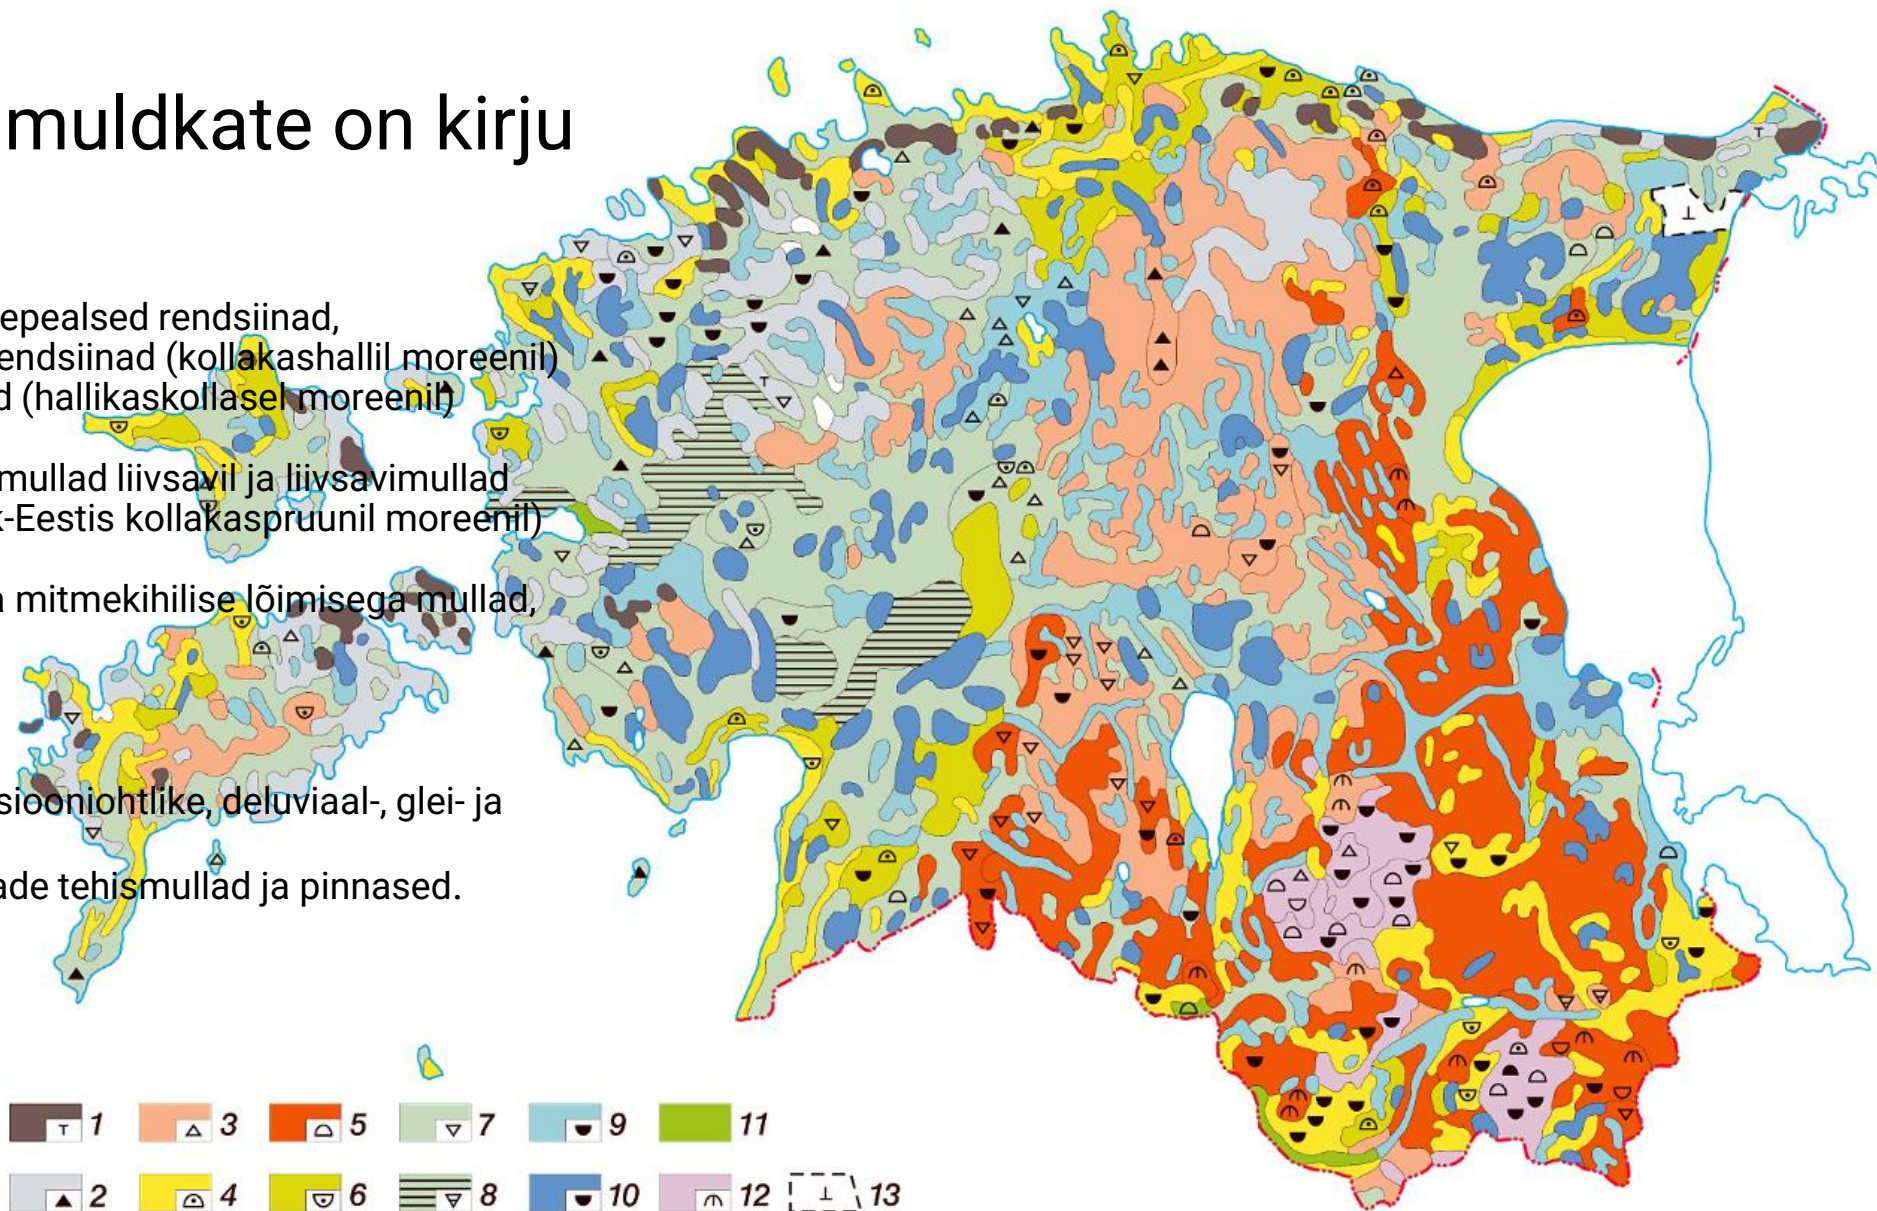 muldkate on kirju
epealsed rendsiinad,
endsiinad (kollakashallil moreenil)
d (hallikaskollasel moreenil)
mullad liivsavil ja liivsavimullad
k-Eestis kollakaspruunil moreenil)
a mitmekihilise lõimisega mullad,
siooniohtlike, deluviaal-, glei- ja
ade tehismullad ja pinnased.
1 3 5 7 9 11
2 4 6 8 10 12 13